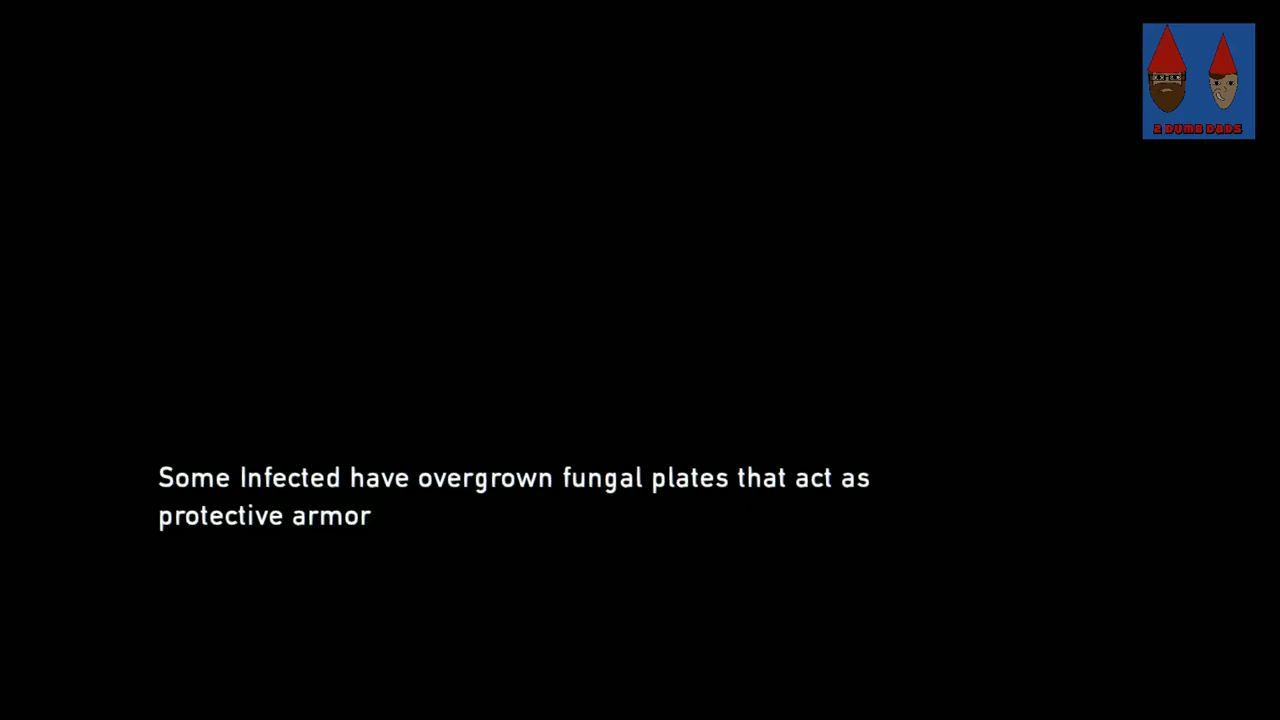 2 DUMB DADS
Some Infected have overgrown fungal plates that act as
protective armor